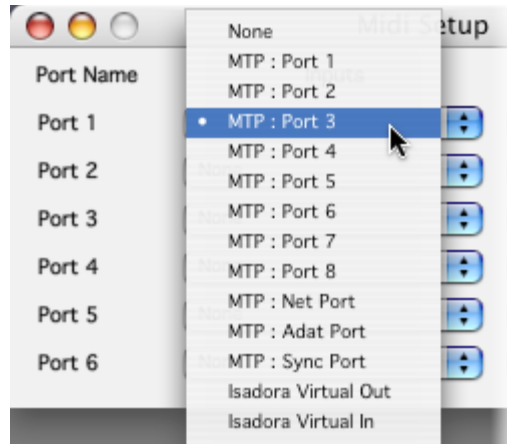 Midi Setup
Port Name
Inputs
Port 1
Port 2
Port 3
Port 4
Port 5
Port 6
None
MTP : Port 1
MTP : Port 2
• MTP : Port 3
MTP : Port 4
MTP : Port 5
MTP : Port 6
MTP : Port 7
MTP : Port 8
MTP : Net Port
MTP : Adat Port
MTP : Sync Port
Isadora Virtual Out
Isadora Virtual In